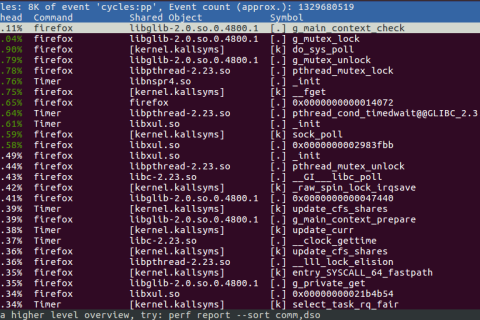 les: 8K of event 'cycles:pp', Event count (approx.): 1329680519
head Command Shared Object Symbol
.11% firefox libglib-2.0.so.0.4800.1 [.] g_main_context_check
.04% firefox libglib-2.0.so.0.4800.1 [.] g_mutex_lock
.90% firefox [kernel.kallsyms] [k] do_sys_poll
.79% firefox libglib-2.0.so.0.4800.1 [.] g_mutex_unlock
.78% firefox libpthread-2.23.so [.] pthread_mutex_lock
.76% Timer libnspr4.so [.] _init
.75% firefox [kernel.kallsyms] [k] __fget
.65% firefox firefox [.] 0x0000000000014072
.64% Timer libpthread-2.23.so [.] pthread_cond_timedwait@@GLIBC_2.3
.61% Timer libxul.so [.] _init
.59% firefox [kernel.kallsyms] [k] sock_poll
.58% firefox libxul.so [.] 0x0000000002983fbb
.49% firefox libxul.so [.] _init
.44% firefox libpthread-2.23.so [.] pthread_mutex_unlock
.43% firefox libc-2.23.so [.] __GI___libc_poll
.42% firefox [kernel.kallsyms] [k] _raw_spin_lock_irqsave
.41% firefox libglib-2.0.so.0.4800.1 [.] 0x0000000000047440
.39% Timer [kernel.kallsyms] [k] update_cfs_shares
.39% firefox libglib-2.0.so.0.4800.1 [.] g_main_context_prepare
.38% Timer [kernel.kallsyms] [k] update_curr
.37% Timer libc-2.23.so [.] __clock_gettime
.36% firefox [kernel.kallsyms] [k] update_cfs_shares
.36% firefox libpthread-2.23.so [.] __lll_lock_elision
.35% firefox [kernel.kallsyms] [k] entry_SYSCALL_64_fastpath
.34% firefox libglib-2.0.so.0.4800.1 [.] g_private_get
.34% firefox libxul.so [.] 0x00000000021b4b54
.34% Timer [kernel.kallsyms] [k] select_task_rq_fair
a higher level overview, try: perf report --sort comm,dso